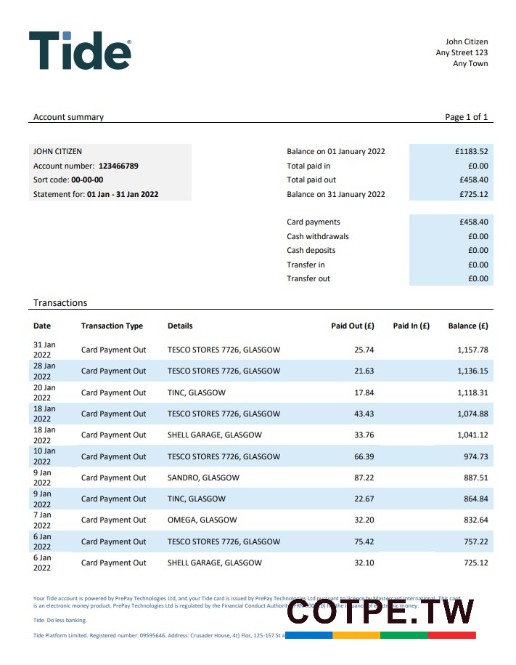 Tide
John Citizen
Any Street 123
Any Town
Account summary Page 1 of 1
JOHN CITIZEN
Account number: 123466789
Sort code: 00-00-00
Statement for: 01 Jan - 31 Jan 2022
Balance on 01 January 2022 £1183.52
Total paid in £0.00
Total paid out £458.40
Balance on 31 January 2022 £725.12
Card payments £458.40
Cash withdrawals £0.00
Cash deposits £0.00
Transfer in £0.00
Transfer out £0.00
Transactions
Date Transaction Type Details Paid Out (£) Paid In (£) Balance (£)
31 Jan
2022 Card Payment Out TESCO STORES 7726, GLASGOW 25.74 1,157.78
28 Jan
2022 Card Payment Out TESCO STORES 7726, GLASGOW 21.63 1,136.15
20 Jan
2022 Card Payment Out TINC, GLASGOW 17.84 1,118.31
18 Jan
2022 Card Payment Out TESCO STORES 7726, GLASGOW 43.43 1,074.88
18 Jan
2022 Card Payment Out SHELL GARAGE, GLASGOW 33.76 1,041.12
10 Jan
2022 Card Payment Out TESCO STORES 7726, GLASGOW 66.39 974.73
9 Jan
2022 Card Payment Out SANDRO, GLASGOW 87.22 887.51
9 Jan
2022 Card Payment Out TINC, GLASGOW 22.67 864.84
7 Jan
2022 Card Payment Out OMEGA, GLASGOW 32.20 832.64
6 Jan
2022 Card Payment Out TESCO STORES 7726, GLASGOW 75.42 757.22
6 Jan
2022 Card Payment Out SHELL GARAGE, GLASGOW 32.10 725.12
Your Tide account is powered by PrePay Technologies Ltd, and your Tide card is issued by PrePay Technologies Ltd pursuant to licence by Mastercard International. This card
is an electronic money product. PrePay Technologies Ltd is regulated by the Financial Conduct money.
Tide. Do less banking.
Tide Platform Limited. Registered number: 09595646. Address: Crusader House, 41 Floor, 125-157 St
COTPE.TW